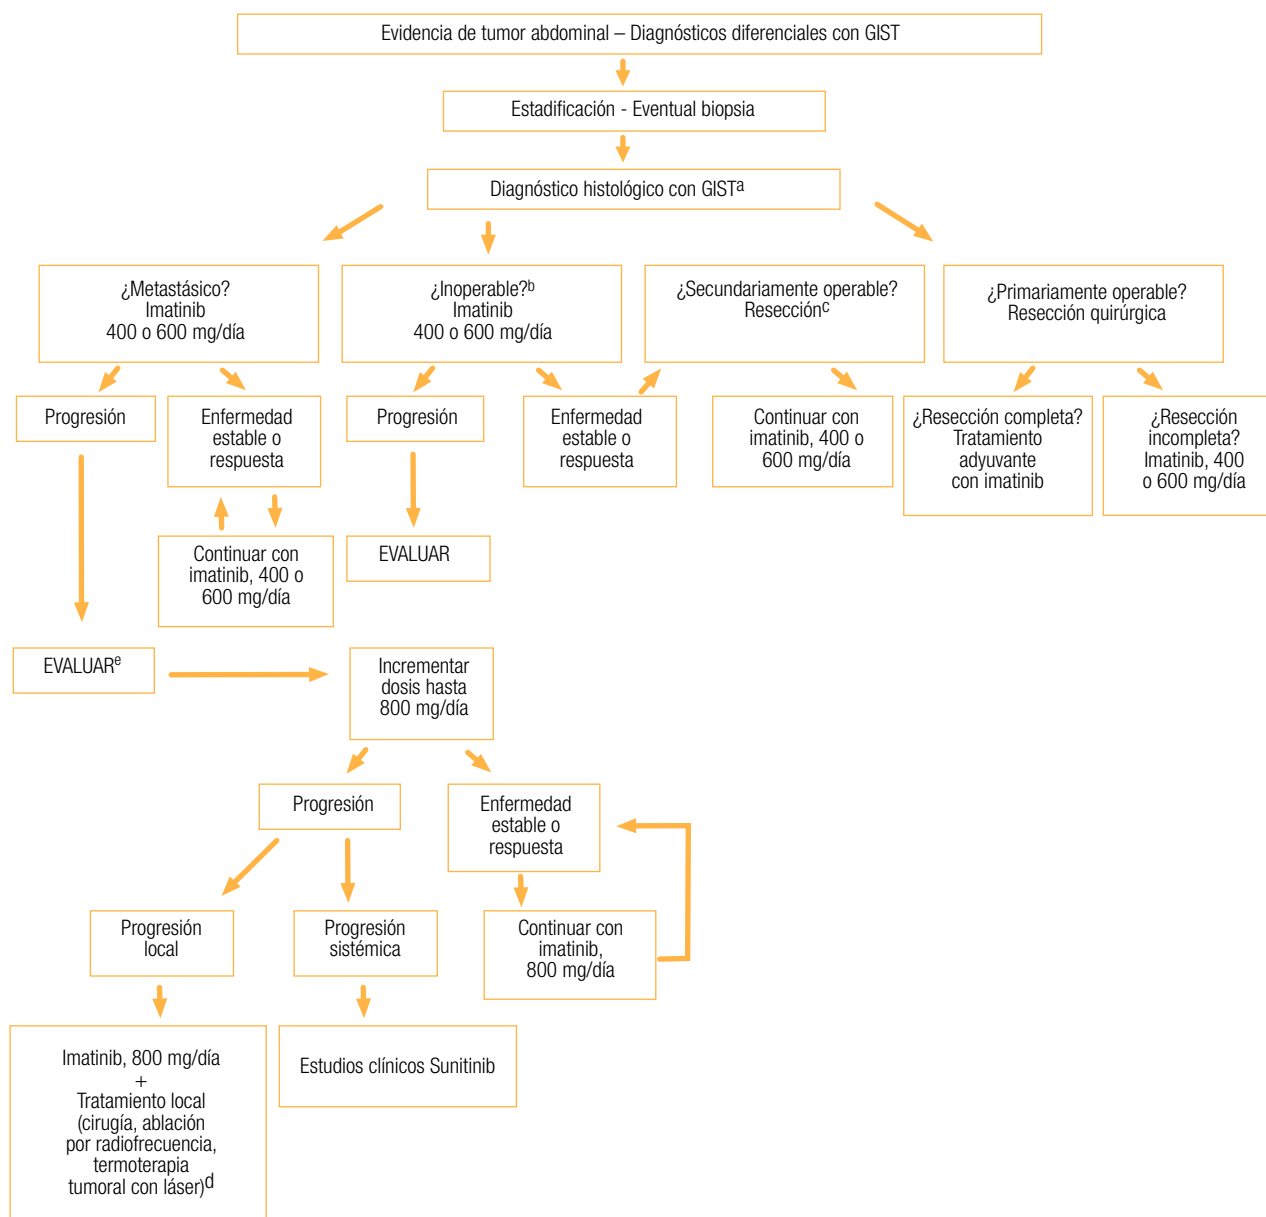 Evidencia de tumor abdominal – Diagnósticos diferenciales con GIST
Estadificación - Eventual biopsia
Diagnóstico histológico con GISTa
¿Metastásico?
Imatinib
400 o 600 mg/día
¿Inoperable?b
Imatinib
400 o 600 mg/día
¿Secundariamente operable?
Resecciónc
¿Primariamente operable?
Resección quirúrgica
Progresión
Enfermedad
estable o
respuesta
Progresión
Enfermedad
estable o
respuesta
Continuar con
imatinib, 400 o
600 mg/día
¿Resección completa?
Tratamiento
adyuvante
con imatinib
¿Resección
incompleta?
Imatinib, 400
o 600 mg/día
Continuar con
imatinib, 400 o
600 mg/día
EVALUAR
EVALUARe
Incrementar
dosis hasta
800 mg/día
Progresión
Enfermedad
estable o
respuesta
Progresión
local
Progresión
sistémica
Continuar con
imatinib,
800 mg/día
Imatinib, 800 mg/día
+
Tratamiento local
(cirugía, ablación
por radiofrecuencia,
termoterapia
tumoral con láser)d
Estudios clínicos Sunitinib